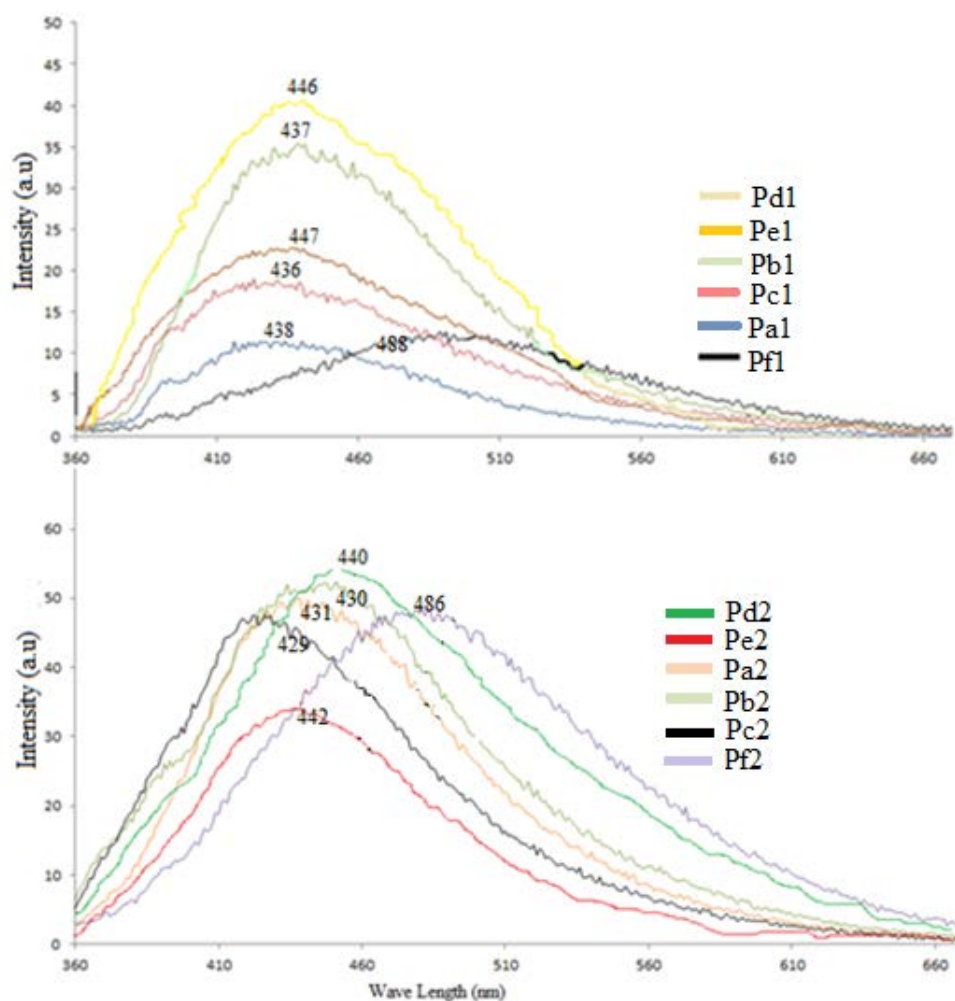 50
45
40
35
30
25
20
15
10
5
0
Intensity (a.u)
446
437
447
436
438
488
Pd1
Pe1
Pb1
Pc1
Pa1
Pf1
360 410 460 510 560 610 660
60
50
40
30
20
10
0
Intensity (a.u)
440
431 430 486
429
442
Pd2
Pe2
Pa2
Pb2
Pc2
Pf2
360 410 460 510 560 610 660
Wave Length (nm)